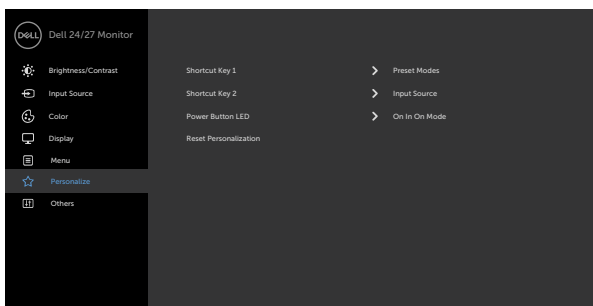 DELL Dell 24/27 Monitor
Brightness/Contrast
Input Source
Color
Display
Menu
Personalize
Others
Shortcut Key 1 Preset Modes
Shortcut Key 2 Input Source
Power Button LED On In On Mode
Reset Personalization